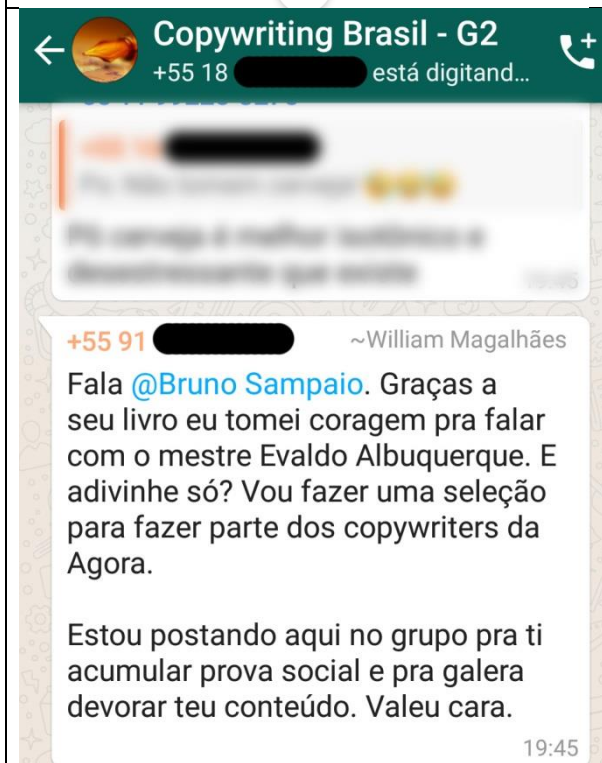 Copywriting Brasil - G2
+55 18 está digitand...
19:45
+55 91 ~William Magalhães
Fala @Bruno Sampaio. Graças a
seu livro eu tomei coragem pra falar
com o mestre Evaldo Albuquerque. E
adivinhe só? Vou fazer uma seleção
para fazer parte dos copywriters da
Agora.
Estou postando aqui no grupo pra ti
acumular prova social e pra galera
devorar teu conteúdo. Valeu cara.
19:45